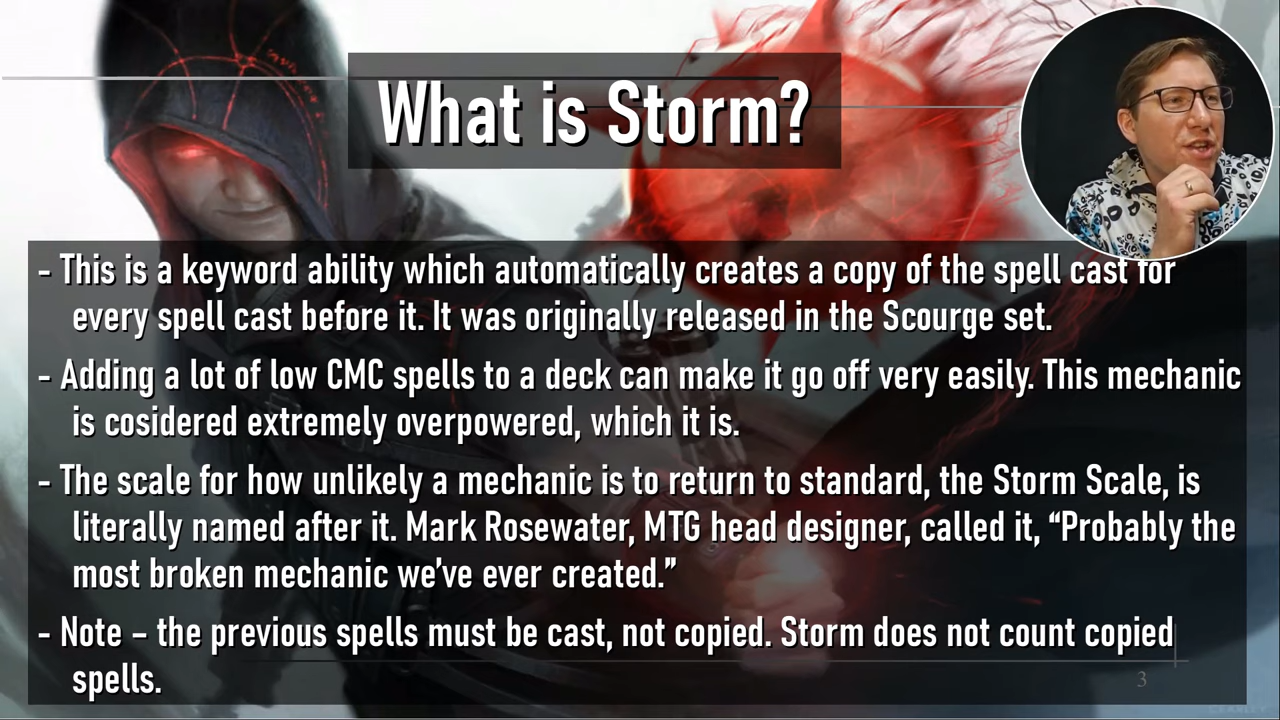 What is Storm?
- This is a keyword ability which automatically creates a copy of the spell cast for
every spell cast before it. It was originally released in the Scourge set.
- Adding a lot of low CMC spells to a deck can make it go off very easily. This mechanic
is cosidered extremely overpowered, which it is.
- The scale for how unlikely a mechanic is to return to standard, the Storm Scale, is
literally named after it. Mark Rosewater, MTG head designer, called it, “Probably the
most broken mechanic we’ve ever created.”
- Note – the previous spells must be cast, not copied. Storm does not count copied
spells.
3